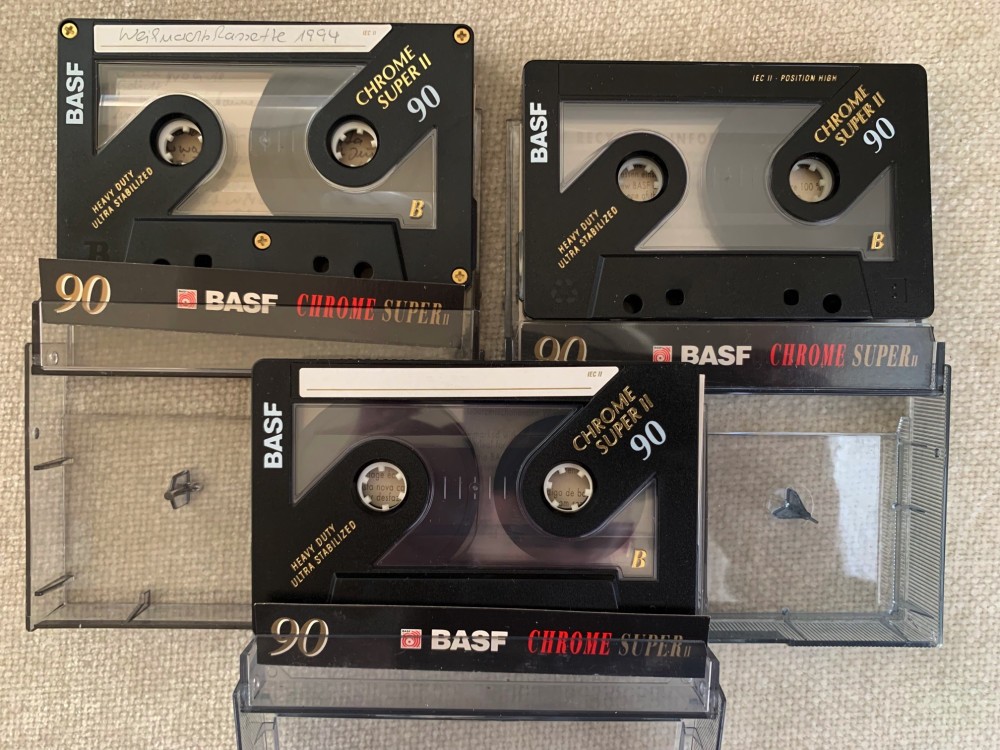 Weihnachtskassette 1994
IEC II
BASF
CHROME
SUPER II
90
HEAVY DUTY
ULTRA STABILIZED
B
90
BASF CHROME SUPER II
IEC II · POSITION HIGH
BASF
CHROME
SUPER II
90
HEAVY DUTY
ULTRA STABILIZED
B
90
BASF CHROME SUPER II
IEC II
BASF
CHROME
SUPER II
90
HEAVY DUTY
ULTRA STABILIZED
B
90
BASF CHROME SUPER II